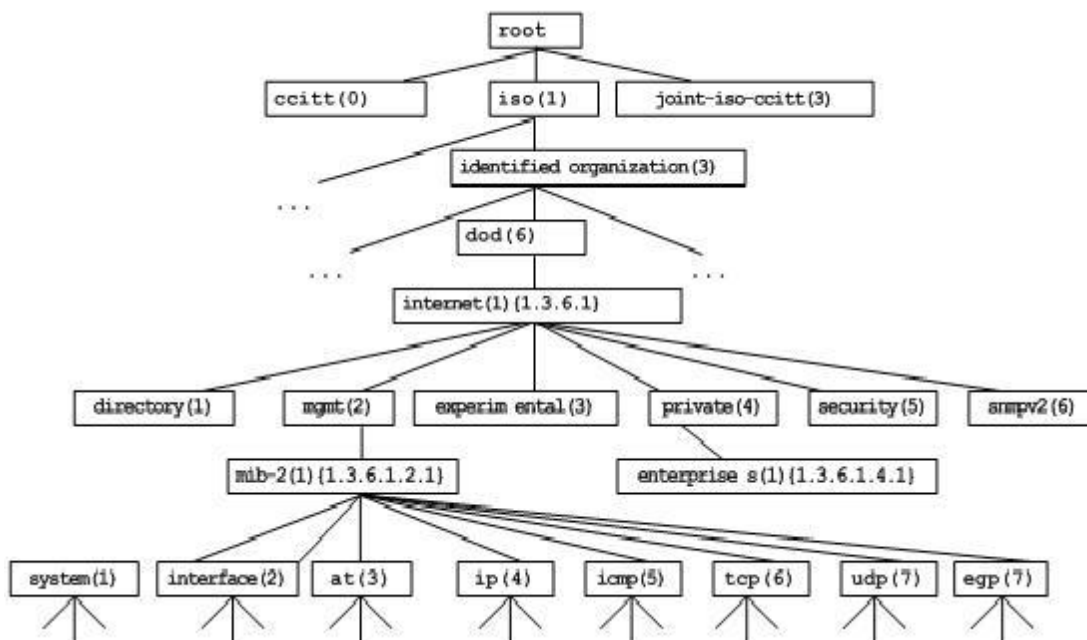 root
ccitt(0) iso(1) joint-iso-ccitt(3)
identified organization(3)
...
dod(6)
... ...
internet(1){1.3.6.1}
directory(1) mgmt(2) experim ental(3) private(4) security(5) snmpv2(6)
mib-2(1){1.3.6.1.2.1} enterprise s(1){1.3.6.1.4.1}
system(1) interface(2) at(3) ip(4) icmp(5) tcp(6) udp(7) egp(7)